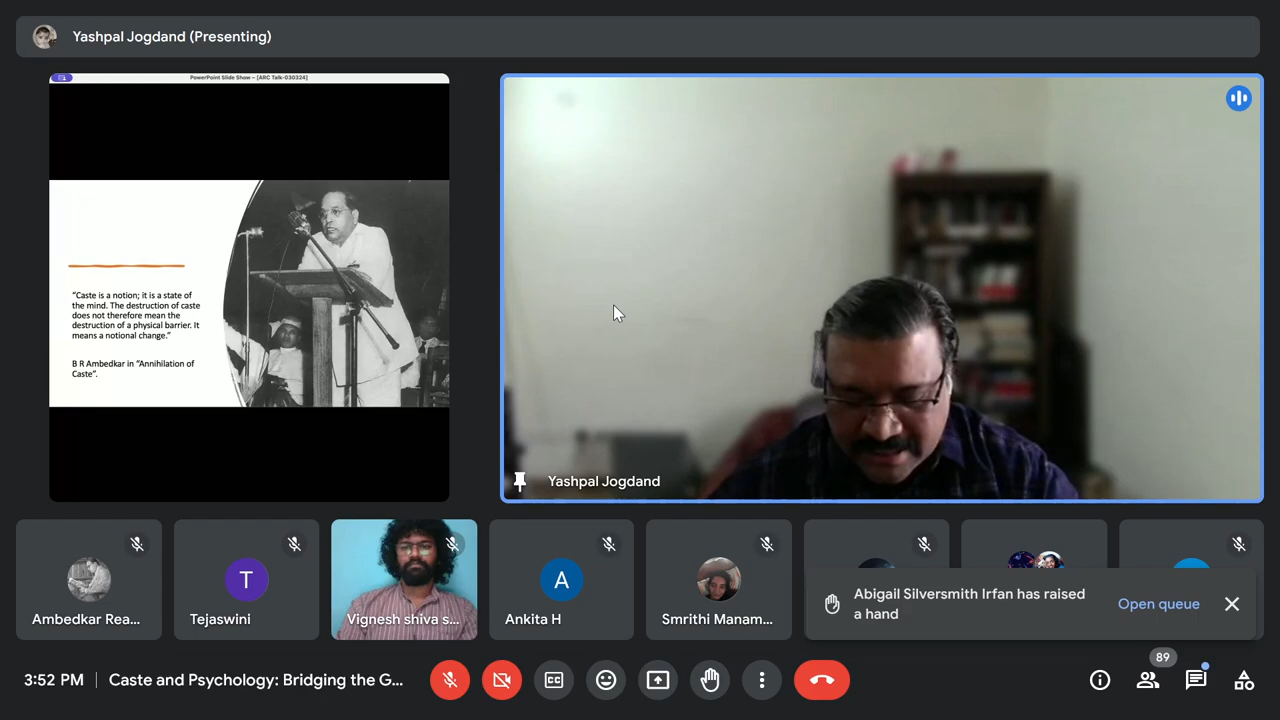 Yashpal Jogdand (Presenting)
PowerPoint Slide Show – [ARC Talk-030324]
“Caste is a notion; it is a state of
the mind. The destruction of caste
does not therefore mean the
destruction of a physical barrier. It
means a notional change.”
B R Ambedkar in “Annihilation of
Caste”.
Yashpal Jogdand
Ambedkar Rea...
T
Tejaswini
Vignesh shiva s...
A
Ankita H
Smrithi Manam...
Abigail Silversmith Irfan has raised
a hand
Open queue
3:52 PM
Caste and Psychology: Bridging the G...
89